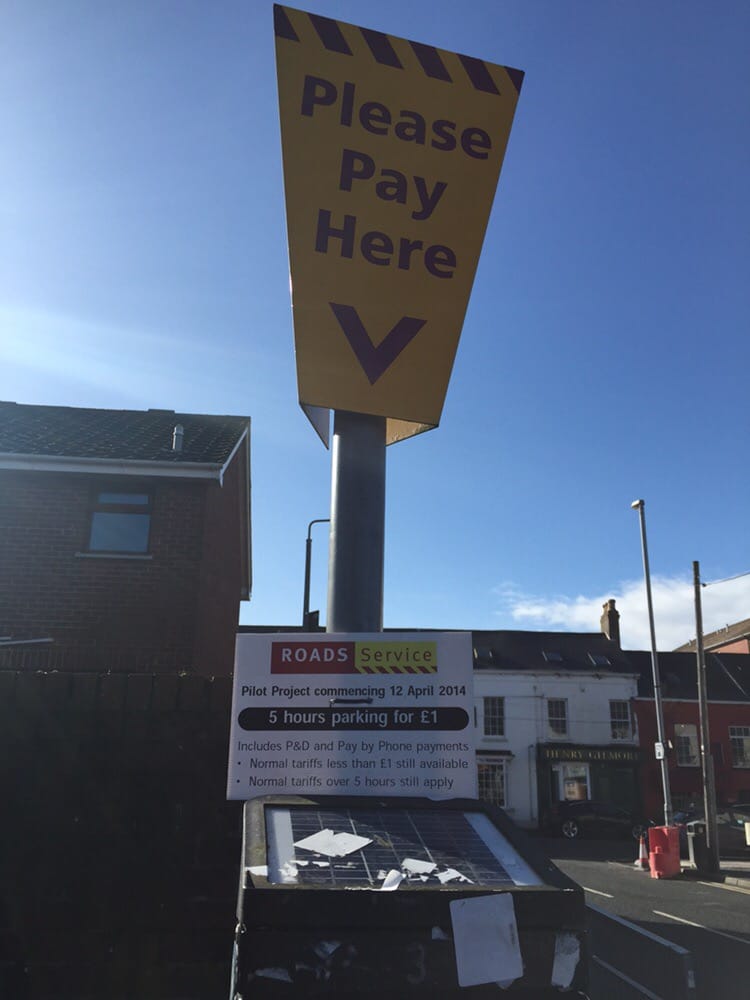 Please
Pay
Here
ROADS Service
Pilot Project commencing 12 April 2014
5 hours parking for £1
Includes P&D and Pay by Phone payments
• Normal tariffs less than £1 still available
• Normal tariffs over 5 hours still apply
HENRY GILMORE
3